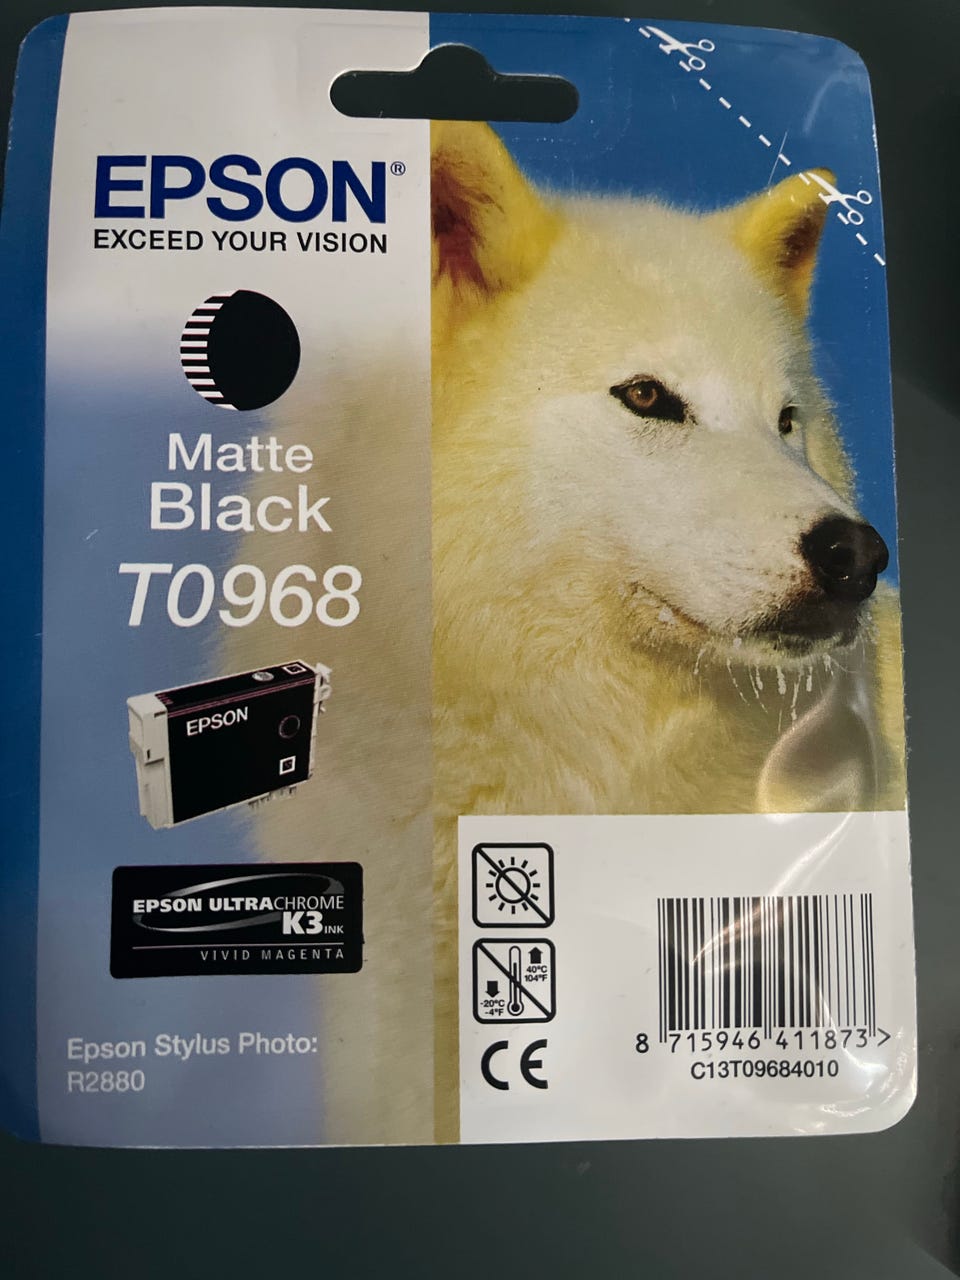 EPSON®
EXCEED YOUR VISION
Matte
Black
T0968
EPSON
EPSON ULTRACHROME
K3 INK
VIVID MAGENTA
Epson Stylus Photo:
R2880
40°C
104°F
-20°C
-4°F
CE
8 715946 411873 >
C13T09684010